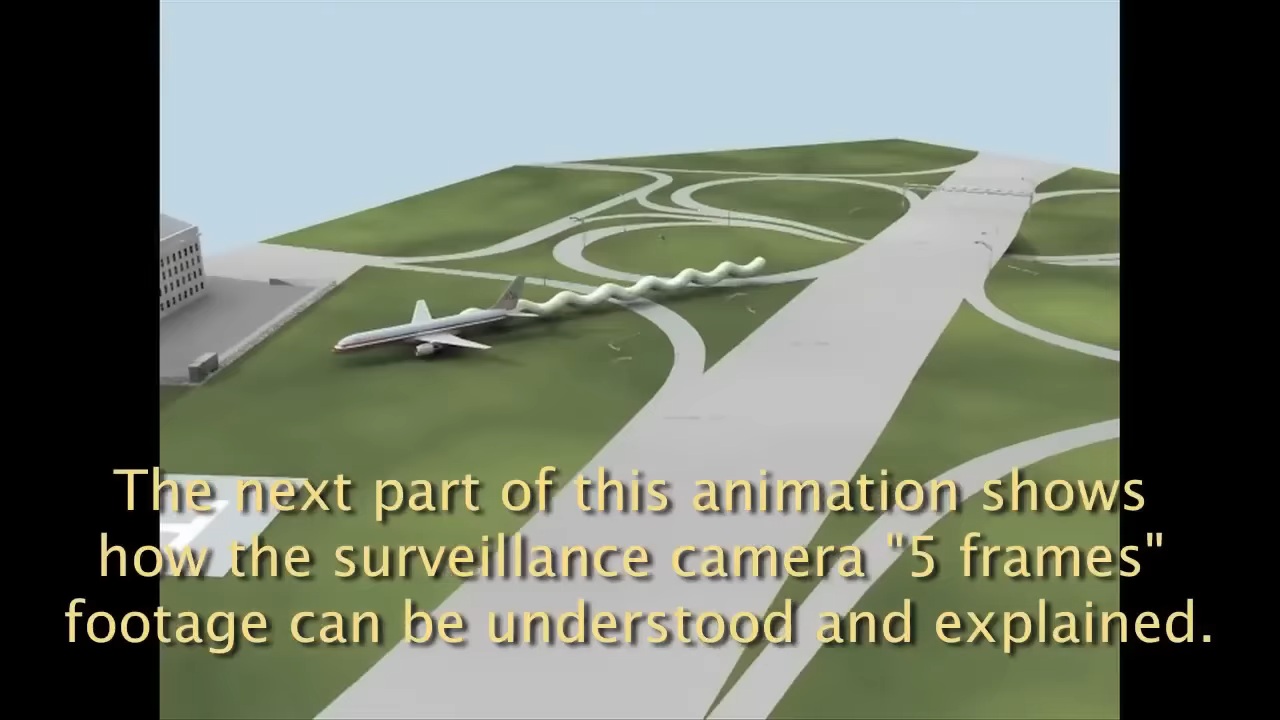 The next part of this animation shows
how the surveillance camera "5 frames"
footage can be understood and explained.